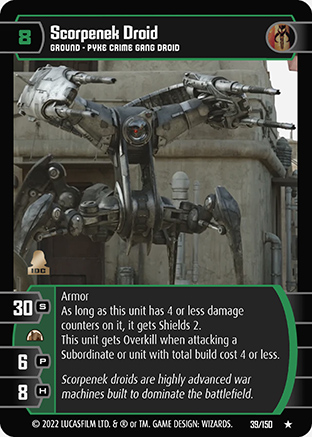 8
Scorpenek Droid
GROUND - PYKE CRIME GANG DROID
IBC
30 S
Armor
As long as this unit has 4 or less damage
counters on it, it gets Shields 2.
This unit gets Overkill when attacking a
Subordinate or unit with total build cost 4 or less.
6 P
8 H
Scorpenek droids are highly advanced war
machines built to dominate the battlefield.
© 2022 LUCASFILM LTD. & ® or TM. GAME DESIGN: WIZARDS.
39/150